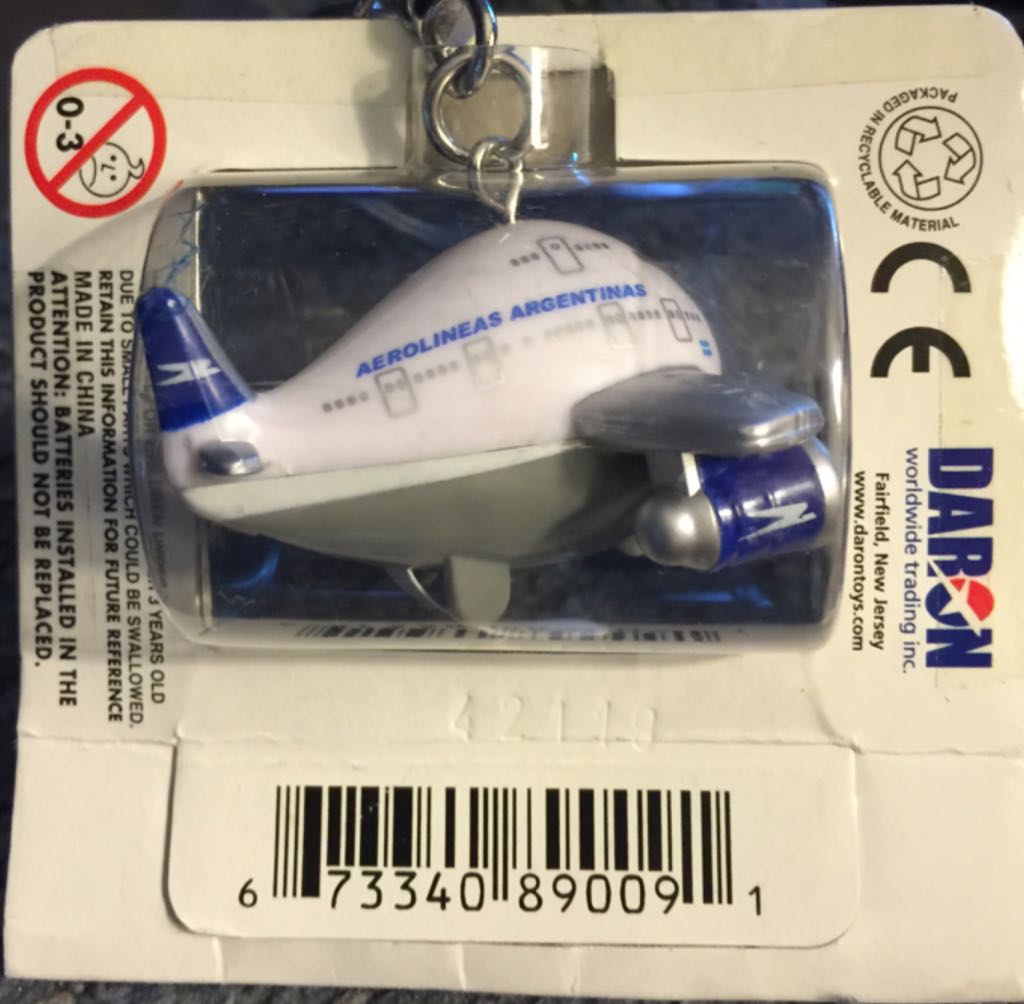 0-3
PACKAGED IN RECYCLABLE MATERIAL
AEROLINEAS ARGENTINAS
DUE TO SMALL WHICH COULD BE SWALLOWED.
RETAIN THIS INFORMATION FOR FUTURE REFERENCE
MADE IN CHINA
ATTENTION: BATTERIES INSTALLED IN THE
PRODUCT SHOULD NOT BE REPLACED.
3 YEARS OLD
CE
DARON
worldwide trading inc.
Fairfield, New Jersey
www.darontoys.com
42119
6 73340 89009 1